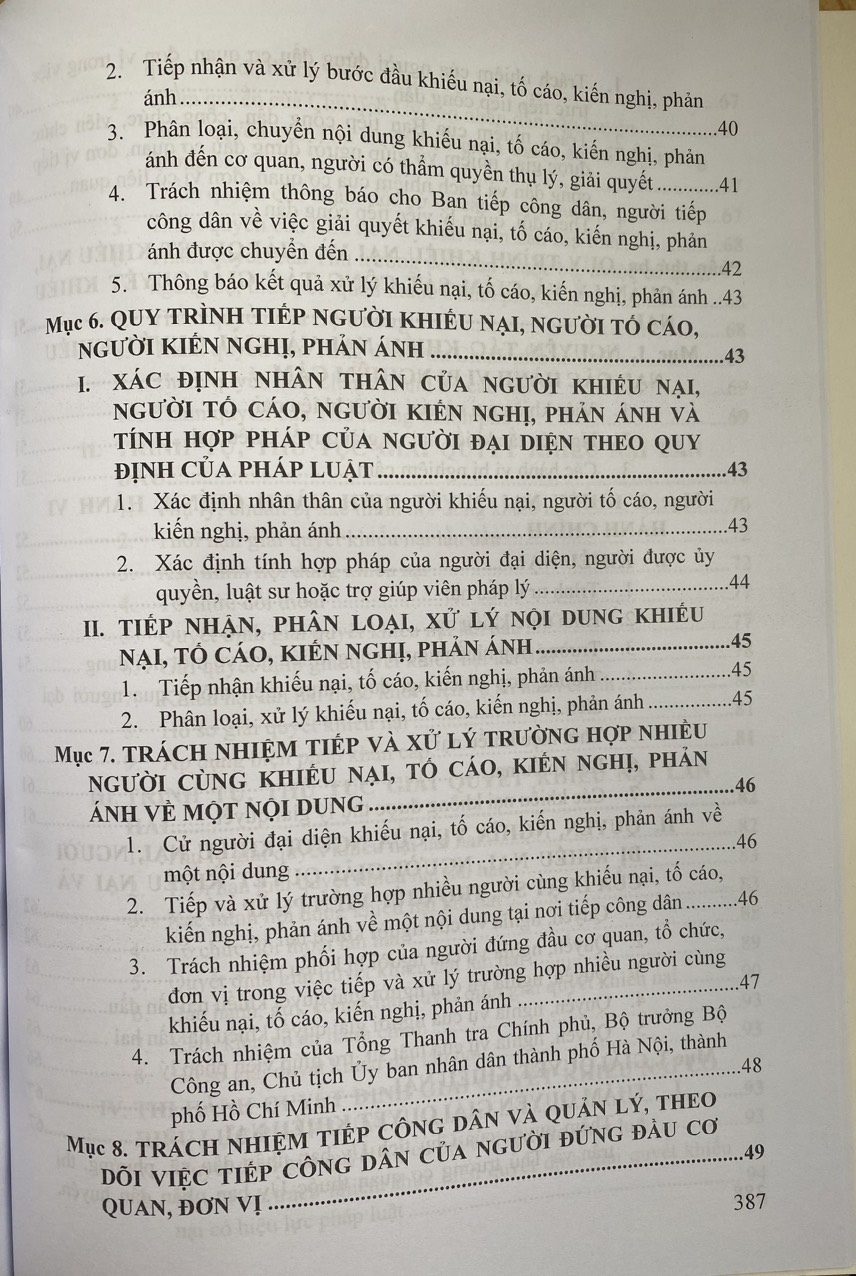 2. Tiếp nhận và xử lý bước đầu khiếu nại, tố cáo, kiến nghị, phản
ánh ........................................40
3. Phân loại, chuyển nội dung khiếu nại, tố cáo, kiến nghị, phản
ánh đến cơ quan, người có thẩm quyền thụ lý, giải quyết ...........41
4. Trách nhiệm thông báo cho Ban tiếp công dân, người tiếp
công dân về việc giải quyết khiếu nại, tố cáo, kiến nghị, phản
ánh được chuyển đến ........................................42
5. Thông báo kết quả xử lý khiếu nại, tố cáo, kiến nghị, phản ánh ..43
Mục 6. QUY TRÌNH TIẾP NGƯỜI KHIẾU NẠI, NGƯỜI TỐ CÁO,
NGƯỜI KIẾN NGHỊ, PHẢN ÁNH ........................................43
I. XÁC ĐỊNH NHÂN THÂN CỦA NGƯỜI KHIẾU NẠI,
NGƯỜI TỐ CÁO, NGƯỜI KIẾN NGHỊ, PHẢN ÁNH VÀ
TÍNH HỢP PHÁP CỦA NGƯỜI ĐẠI DIỆN THEO QUY
ĐỊNH CỦA PHÁP LUẬT ........................................43
1. Xác định nhân thân của người khiếu nại, người tố cáo, người
kiến nghị, phản ánh ........................................43
2. Xác định tính hợp pháp của người đại diện, người được ủy
quyền, luật sư hoặc trợ giúp viên pháp lý ..............................44
II. TIẾP NHẬN, PHÂN LOẠI, XỬ LÝ NỘI DUNG KHIẾU
NẠI, TỐ CÁO, KIẾN NGHỊ, PHẢN ÁNH..............................45
1. Tiếp nhận khiếu nại, tố cáo, kiến nghị, phản ánh ....................45
2. Phân loại, xử lý khiếu nại, tố cáo, kiến nghị, phản ánh .............45
Mục 7. TRÁCH NHIỆM TIẾP VÀ XỬ LÝ TRƯỜNG HỢP NHIỀU
NGƯỜI CÙNG KHIẾU NẠI, TỐ CÁO, KIẾN NGHỊ, PHẢN
ÁNH VỀ MỘT NỘI DUNG ........................................46
1. Cử người đại diện khiếu nại, tố cáo, kiến nghị, phản ánh về
một nội dung ........................................46
2. Tiếp và xử lý trường hợp nhiều người cùng khiếu nại, tố cáo,
kiến nghị, phản ánh về một nội dung tại nơi tiếp công dân .........46
3. Trách nhiệm phối hợp của người đứng đầu cơ quan, tổ chức,
đơn vị trong việc tiếp và xử lý trường hợp nhiều người cùng
khiếu nại, tố cáo, kiến nghị, phản ánh ..............................47
4. Trách nhiệm của Tổng Thanh tra Chính phủ, Bộ trưởng Bộ
Công an, Chủ tịch Ủy ban nhân dân thành phố Hà Nội, thành
phố Hồ Chí Minh ........................................48
Mục 8. TRÁCH NHIỆM TIẾP CÔNG DÂN VÀ QUẢN LÝ, THEO
DÕI VIỆC TIẾP CÔNG DÂN CỦA NGƯỜI ĐỨNG ĐẦU CƠ
QUAN, ĐƠN VỊ ........................................49
387